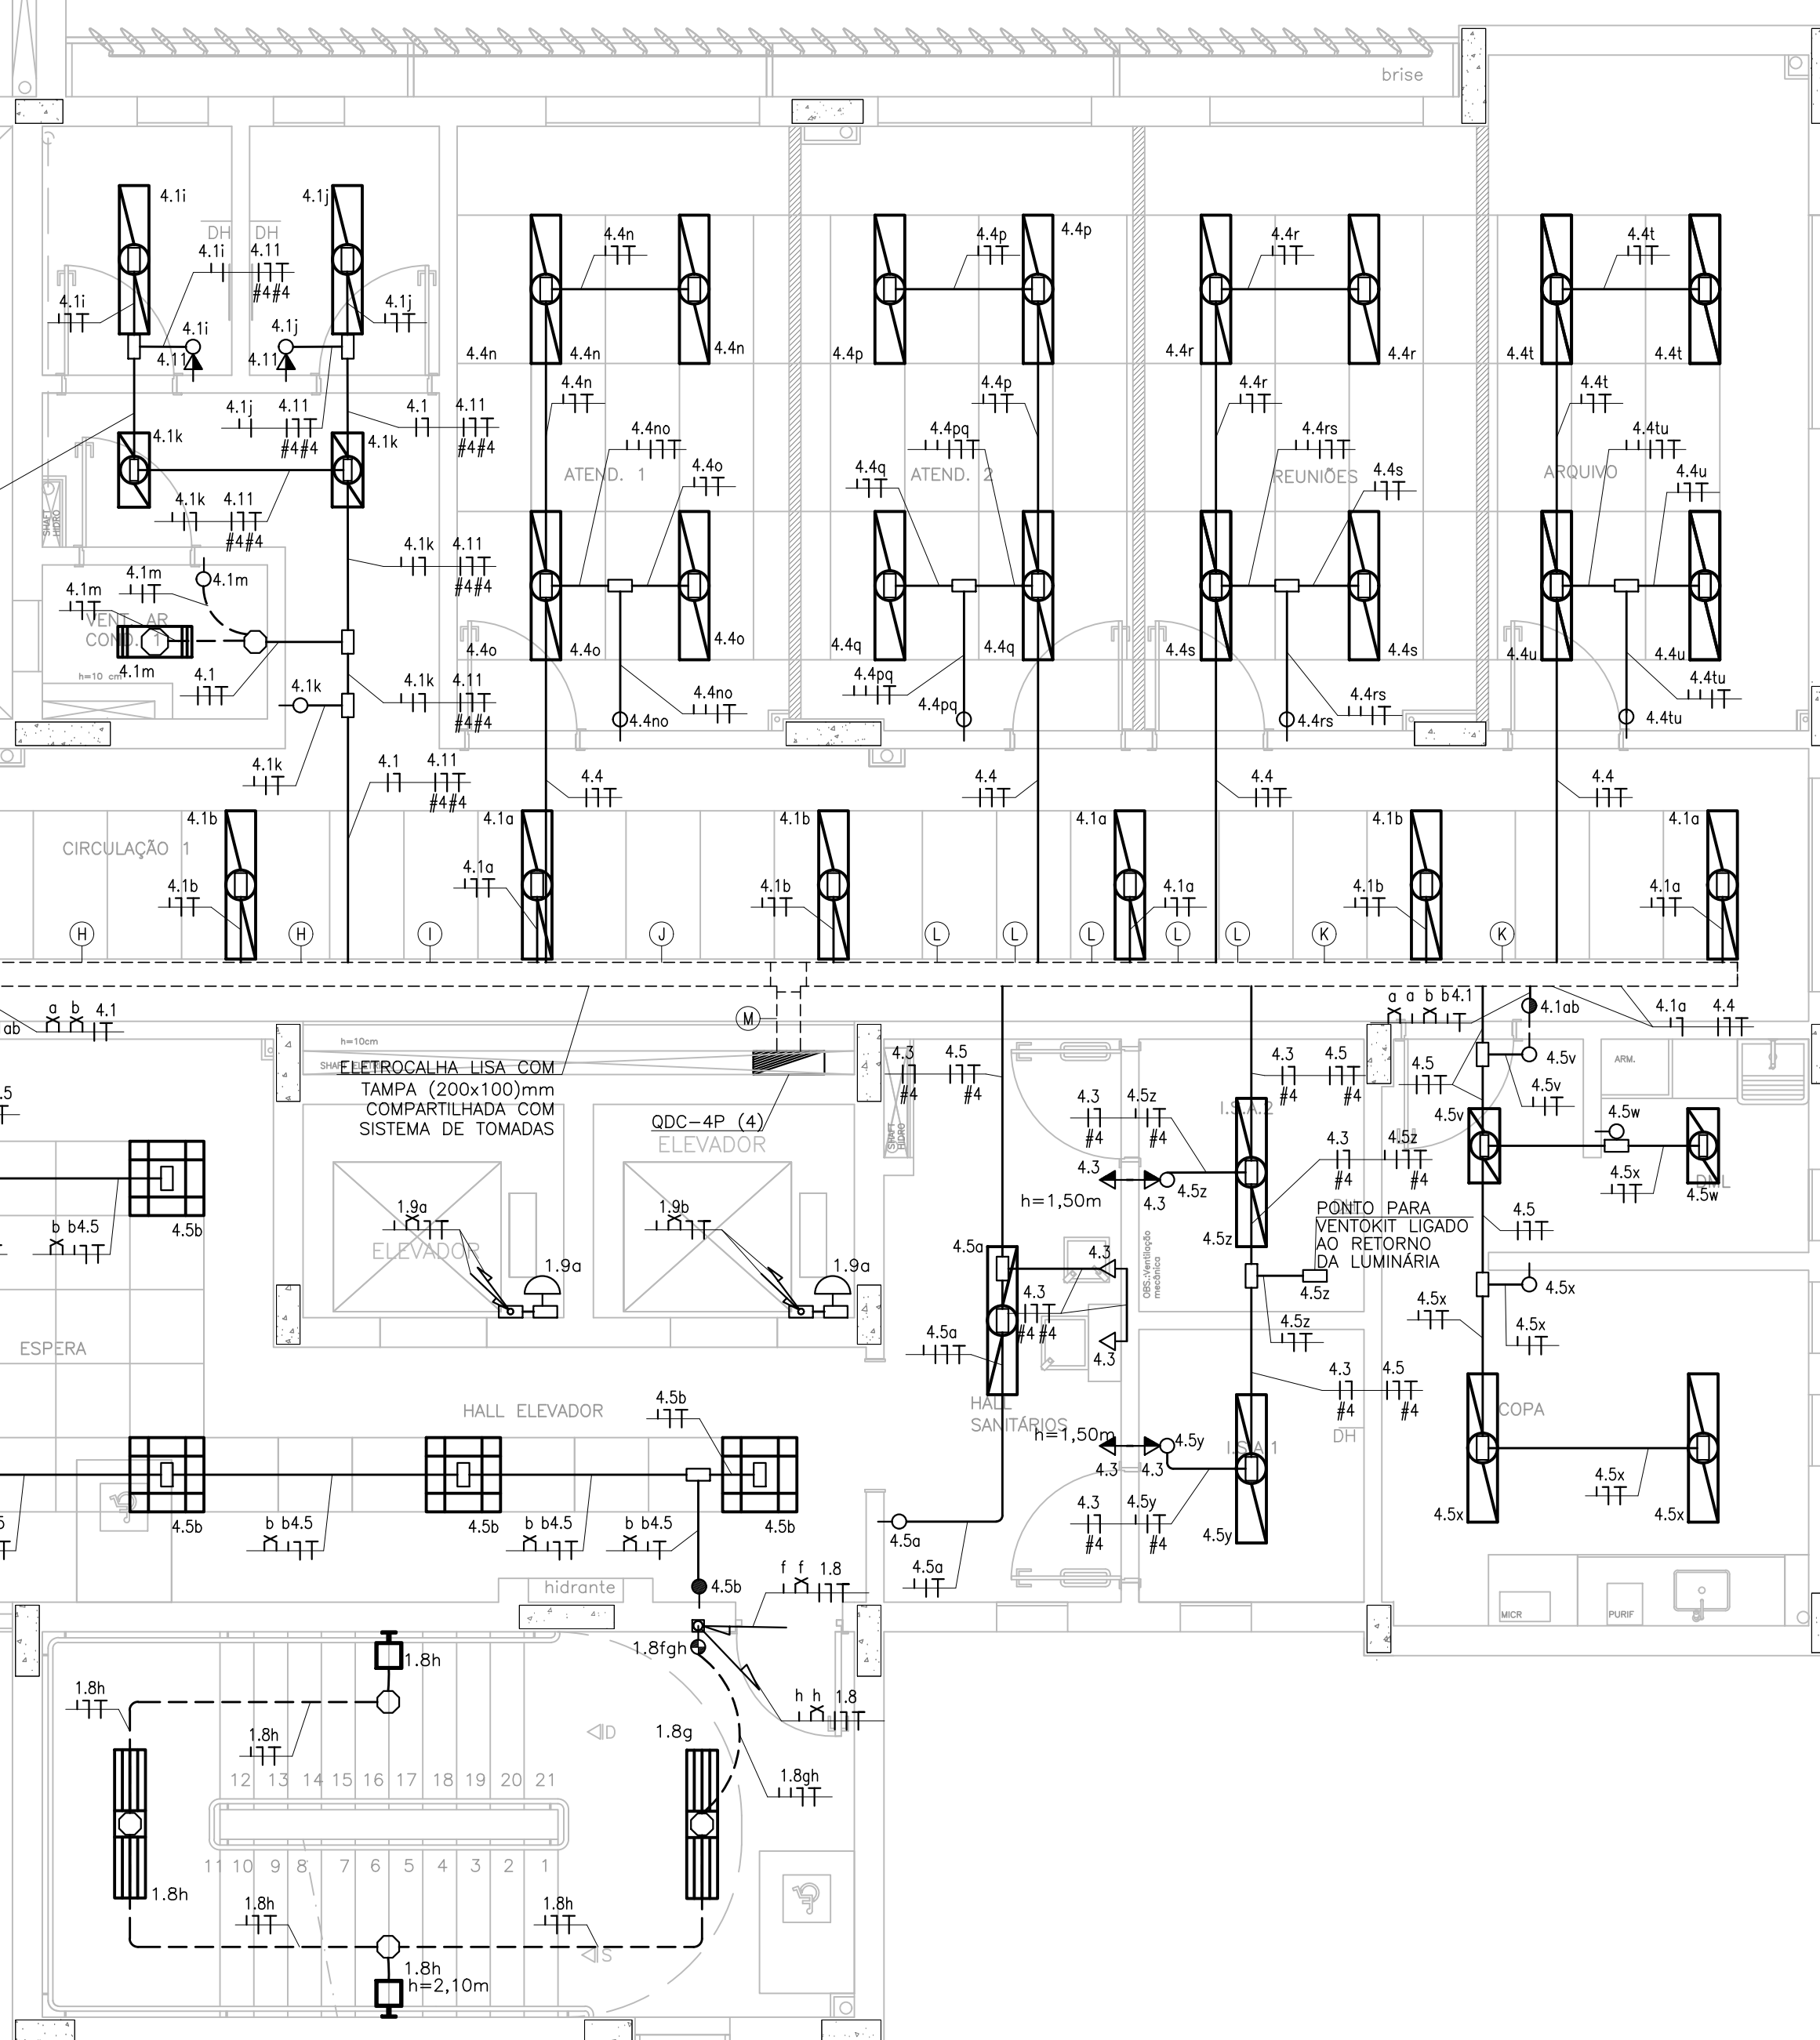 brise
4.1i
4.1j
DH
DH
4.1i
4.11
#4#4
4.1i
4.1j
4.1i
4.1j
4.11
4.11
4.4n
4.4p
4.4p
4.4r
4.4t
4.4n
4.4n
4.4n
4.4p
4.4r
4.4r
4.4t
4.4t
4.4n
4.4p
4.4r
4.4t
4.1j
4.11
#4#4
4.1
4.11
#4#4
4.1k
4.1k
4.4no
4.4o
4.4pq
4.4q
4.4rs
4.4s
4.4tu
4.4u
ATEND. 1
ATEND. 2
REUNIÕES
ARQUIVO
SHAFT
HIDRO
4.1k
4.11
#4#4
4.1k
4.11
#4#4
4.1m
4.1m
4.1m
VENT. AR
COND. 1
4.1m
h=10 cm
4.1
4.1k
4.1k
4.11
#4#4
4.4o
4.4o
4.4o
4.4q
4.4q
4.4s
4.4s
4.4u
4.4u
4.4no
4.4no
4.4pq
4.4pq
4.4rs
4.4rs
4.4tu
4.4tu
4.1k
4.1
4.11
#4#4
4.4
4.4
4.4
4.4
CIRCULAÇÃO 1
4.1b
4.1a
4.1b
4.1a
4.1b
4.1a
4.1b
4.1a
4.1b
4.1a
4.1b
4.1a
H
H
I
J
L
L
L
L
L
K
K
ab
a b 4.1
M
a a b b4.1
4.1ab
4.1a
4.4
h=10cm
ELETROCALHA LISA COM
TAMPA (200x100)mm
COMPARTILHADA COM
SISTEMA DE TOMADAS
QDC-4P (4)
ELEVADOR
ELEVADOR
4.3
4.5
#4
#4
SHAFT
HIDRO
4.3
4.5z
#4
#4
I.S.A.2
4.3
4.5
#4
#4
4.3
4.5z
#4
#4
4.3
4.3
4.5z
h=1,50m
4.5z
PONTO PARA
VENTOKIT LIGADO
AO RETORNO
DA LUMINÁRIA
OBS.:Ventilação
mecânica
4.5z
4.5z
4.5
4.5v
4.5v
4.5v
4.5w
4.5x
DML
4.5w
ARM.
4.5
4.5x
4.5x
4.5x
5
4.5b
b b4.5
1.9a
1.9a
1.9b
1.9a
4.5a
4.3
4.3
#4 #4
4.3
4.5a
ESPERA
HALL ELEVADOR
4.5b
HALL
SANITÁRIOS
h=1,50m
4.3
4.3
4.5y
I.S.A.1
4.3
4.5
#4
#4
DH
4.3
4.5y
#4
#4
4.5y
4.5a
4.5a
COPA
4.5x
4.5x
4.5x
MICR
PURIF
4.5b
4.5b
4.5b
5
b b4.5
b b4.5
b b4.5
hidrante
4.5b
f f 1.8
1.8fgh
h h 1.8
1.8h
1.8h
1.8h
1.8g
D
1.8gh
12 13 14 15 16 17 18 19 20 21
11 10 9 8 7 6 5 4 3 2 1
1.8h
1.8h
1.8h
S
1.8h
h=2,10m